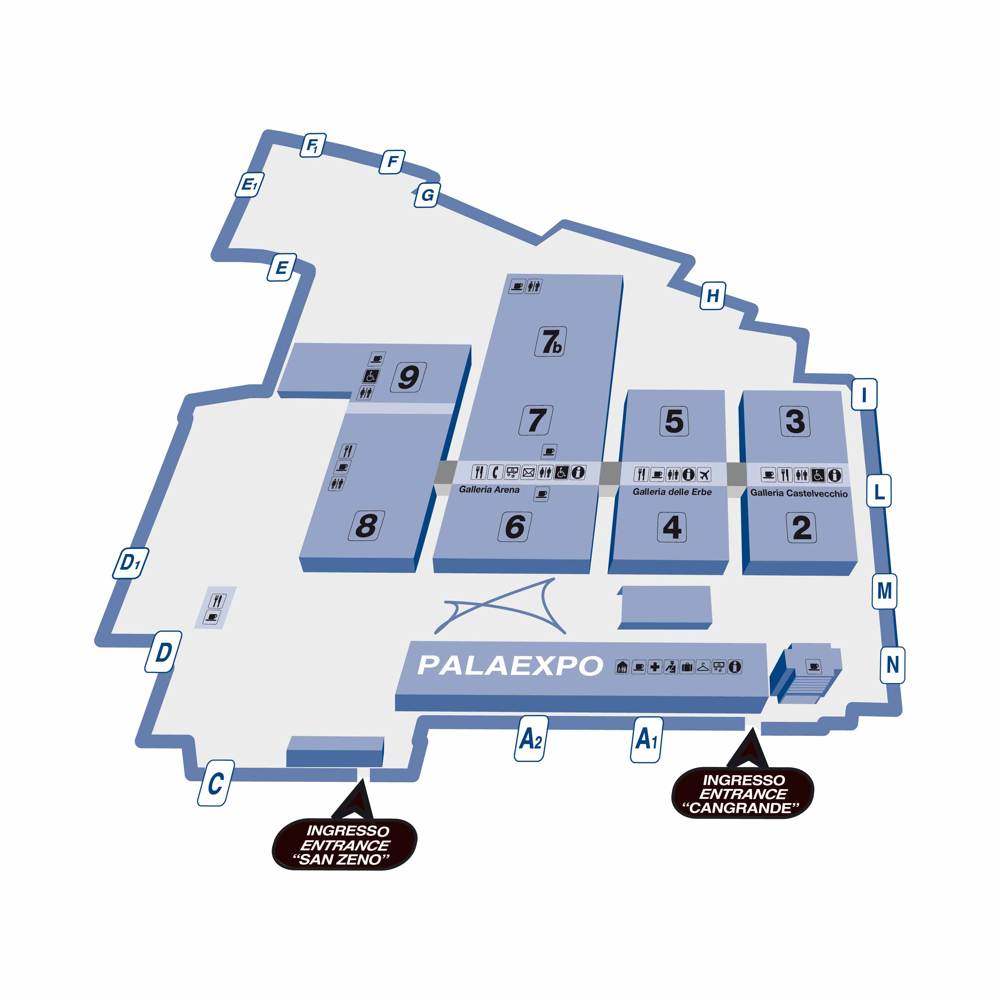 F1
F
E1
G
E
H
7b
9
I
7
5
3
L
Galleria Arena
Galleria delle Erbe
Galleria Castelvecchio
8
6
4
2
D1
M
D
N
PALAEXPO
A2
A1
C
INGRESSO
ENTRANCE
“CANGRANDE”
INGRESSO
ENTRANCE
“SAN ZENO”